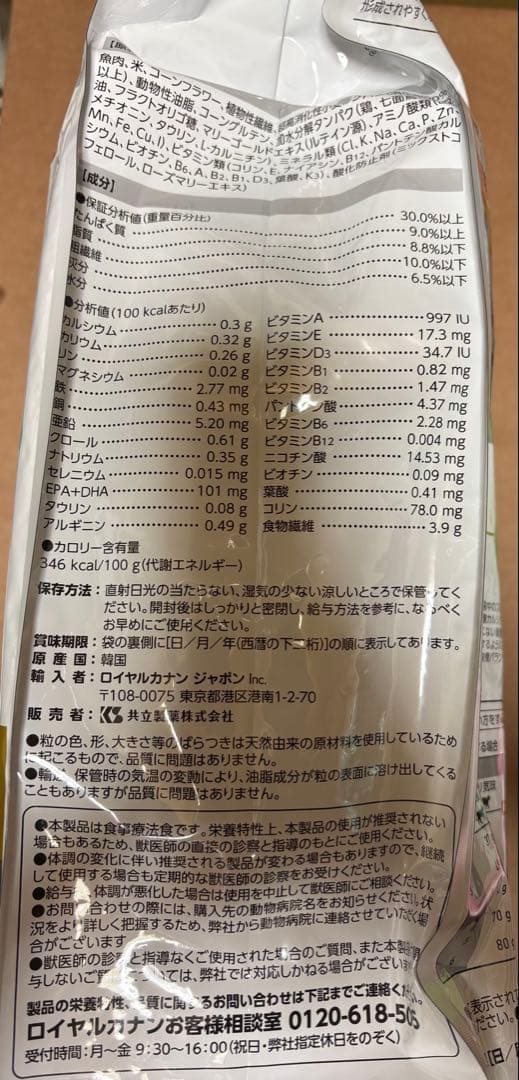 形成されやすく
魚肉、米、コーンフラワー、植物性繊維、超高消化性小
以上)、動物性油脂、コーングルテン、加水解タンパク(鶏、七面
油、フラクトオリゴ糖、マリーゴールドエキス(ルテイン源)、アミノ酸類
メチオニン、タウリン、L-カルニチン)、ミネラル類(Cl、K、Na、Ca、P、Zn、
Mn、Fe、Cu、I)、ビタミン類(コリン、E、ナイアシン、B12、パントテン酸カル
シウム、ビオチン、B6、A、B2、B1、D3、葉酸、K3)、酸化防止剤(ミックストコ
フェロール、ローズマリーエキス)
【成分】
●保証分析値(重量百分比)
たんぱく質 30.0%以上
脂質 9.0%以上
粗繊維 8.8%以下
灰分 10.0%以下
水分 6.5%以下
●分析値(100 kcalあたり)
カルシウム 0.3 g
カリウム 0.32 g
リン 0.26 g
マグネシウム 0.02 g
鉄 2.77 mg
銅 0.43 mg
亜鉛 5.20 mg
クロール 0.61 g
ナトリウム 0.35 g
セレニウム 0.015 mg
EPA+DHA 101 mg
タウリン 0.08 g
アルギニン 0.49 g
ビタミンA 997 IU
ビタミンE 17.3 mg
ビタミンD3 34.7 IU
ビタミンB1 0.82 mg
ビタミンB2 1.47 mg
パントテン酸 4.37 mg
ビタミンB6 2.28 mg
ビタミンB12 0.004 mg
ニコチン酸 14.53 mg
ビオチン 0.09 mg
葉酸 0.41 mg
コリン 78.0 mg
食物繊維 3.9 g
●カロリー含有量
346 kcal/100 g(代謝エネルギー)
保存方法：直射日光の当たらない、湿気の少ない涼しいところで保管してく
ださい。開封後はしっかりと密閉し、給与方法を参考に、なるべく
お早めにご使用ください。
賞味期限：袋の裏側に[日／月／年(西暦の下二桁)]の順に表示してあります。
原産国：韓国
輸入者：ロイヤルカナン ジャポン Inc.
〒108-0075 東京都港区港南1-2-70
販売者：KS 共立製薬株式会社
●粒の色、形、大きさ等のばらつきは天然由来の原材料を使用しているため
に起こるもので、品質に問題はありません。
●輸送、保管時の気温の変動により、油脂成分が粒の表面に溶け出してくる
こともありますが品質に問題はありません。
●本製品は食事療法食です。栄養特性上、本製品の使用が推奨されない
場合もあるため、獣医師の直接の診察と指導のもとにご使用ください。
●体調の変化に伴い推奨される製品が変わる場合もありますので、継続
して使用する場合も定期的な獣医師の診察をお受けください。
●給与中、体調が悪化した場合は使用を中止して獣医師にご相談ください。
●お問い合わせの際には、購入先の動物病院名をお知らせください。状
況をより詳しく把握するため、弊社から動物病院に連絡させていただく場
合がございます。
●獣医師の診察と指導なくご使用された場合のご質問、また本製品
与しないご質問については、弊社では対応しかねる場合がございます
製品の栄養特性、品質に関するお問い合わせは下記までご連絡ください。
ロイヤルカナンお客様相談室 0120-618-505
受付時間：月～金 9:30～16:00(祝日・弊社指定休日をのぞく)
70 g
80 g
表示され
ださい。
[日/